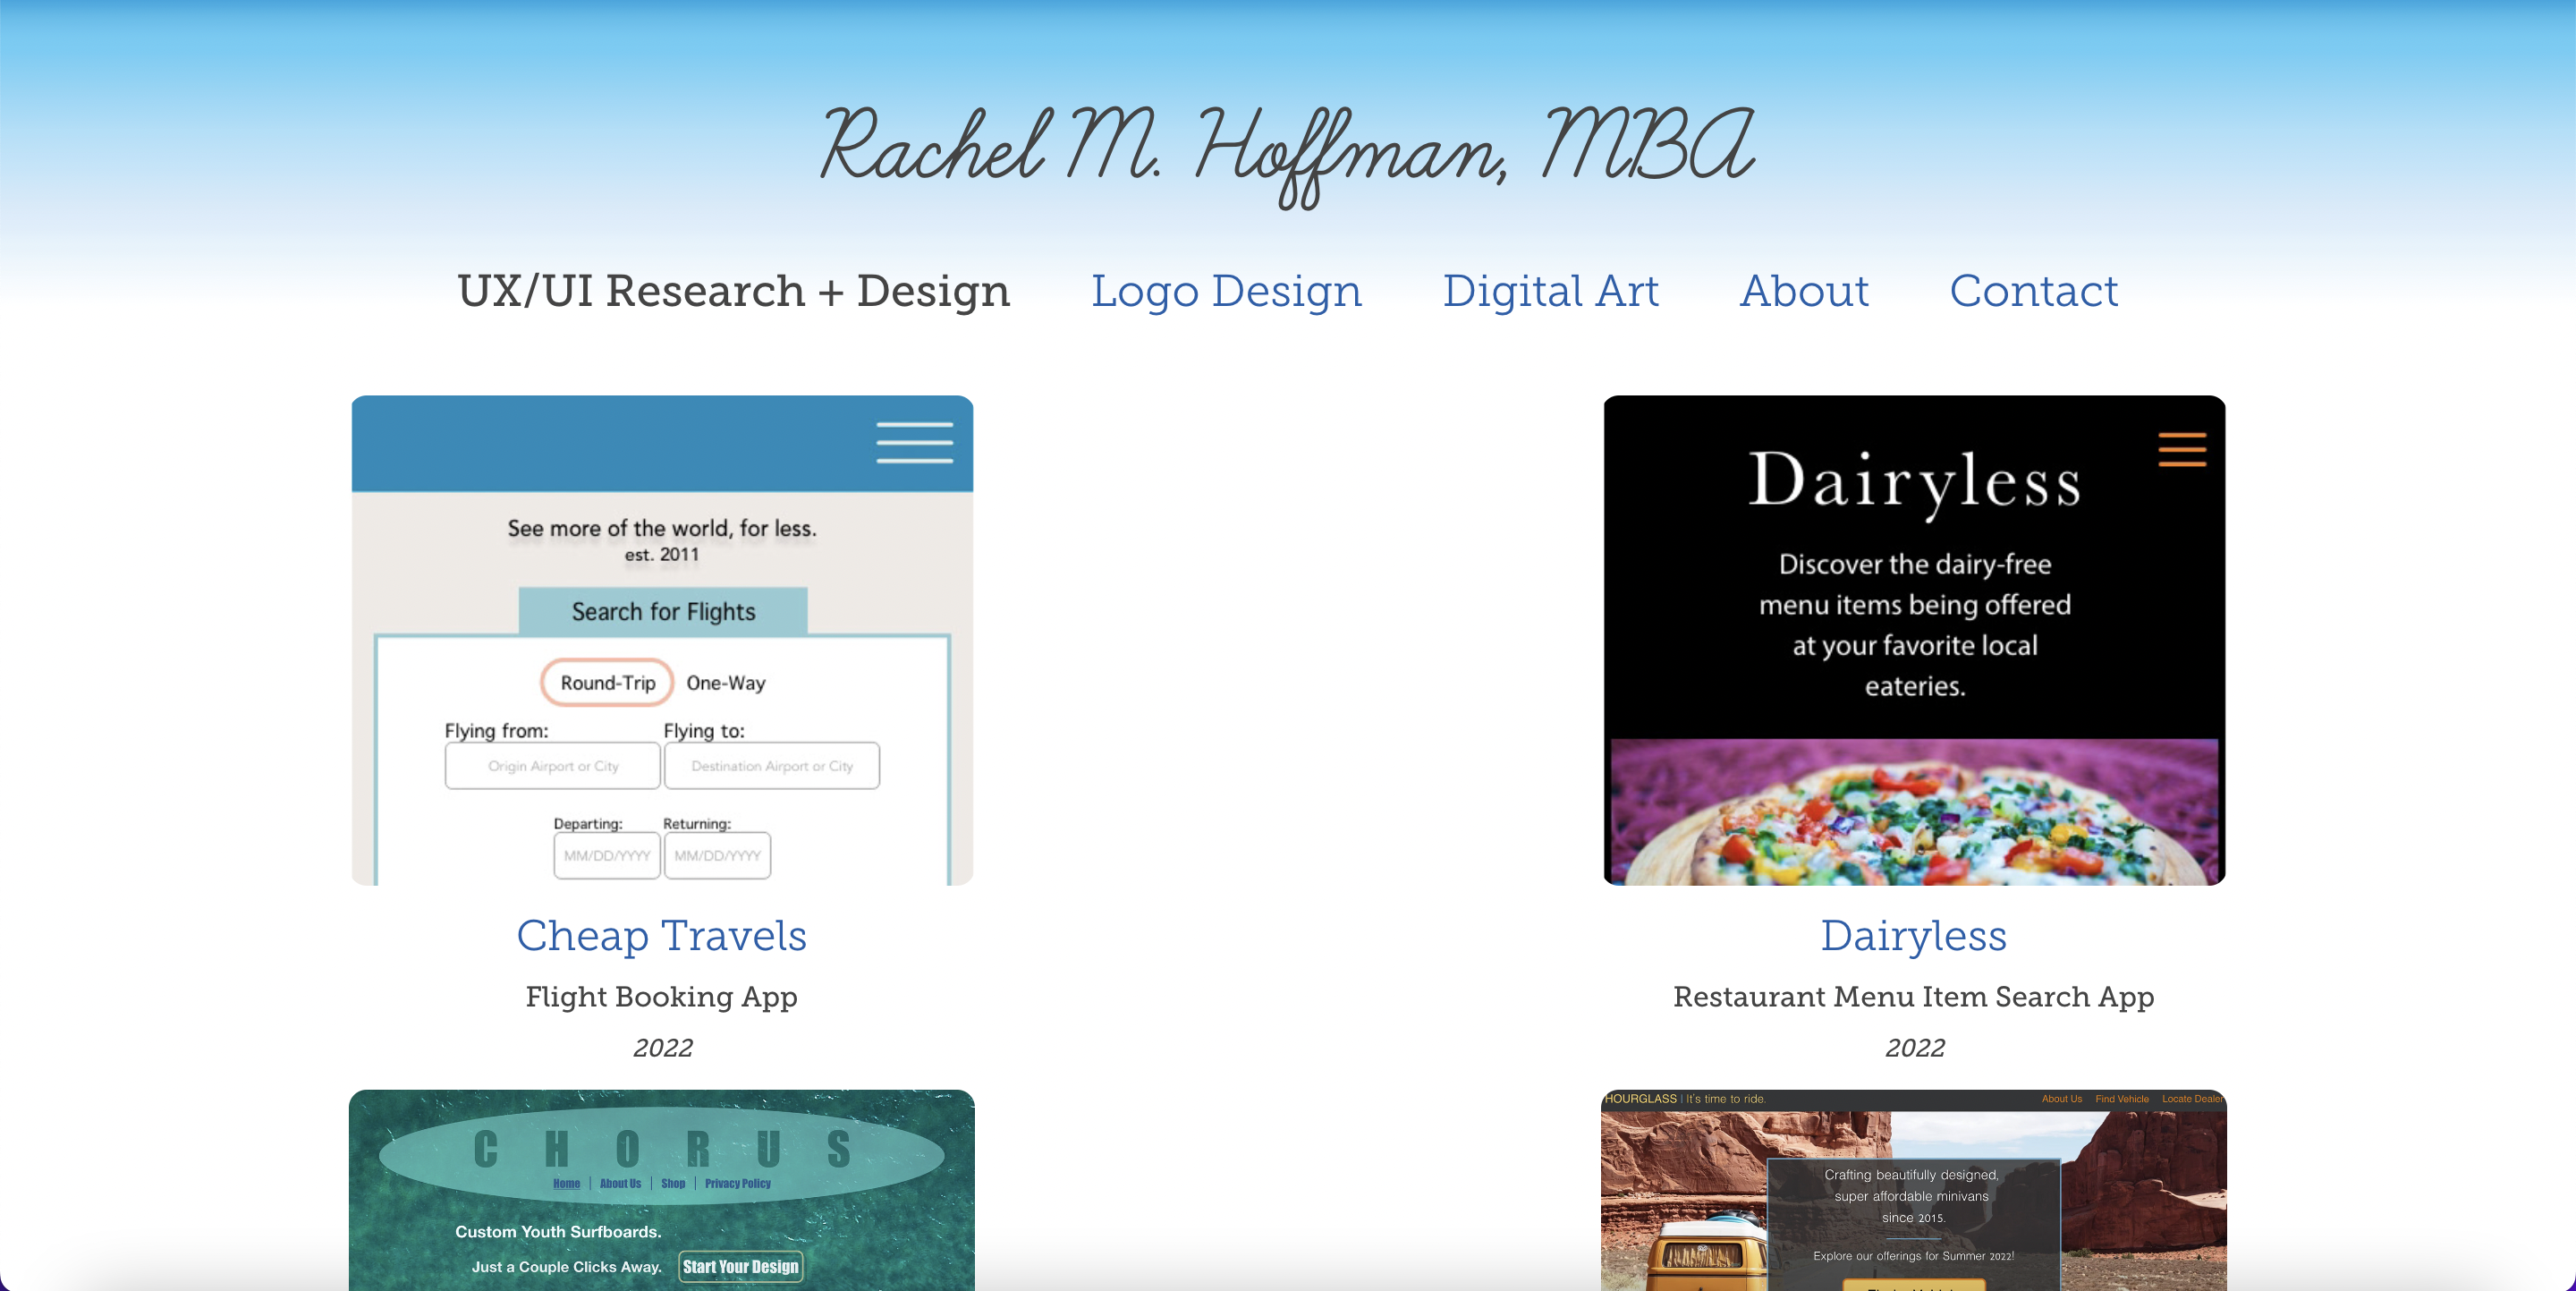 Rachel M. Hoffman, MBA
UX/UI Research + Design Logo Design Digital Art About Contact
See more of the world, for less.
est. 2011
Search for Flights
Round-Trip One-Way
Flying from: Flying to:
Origin Airport or City Destination Airport or City
Departing: Returning:
MM/DD/YYYY MM/DD/YYYY
Cheap Travels
Flight Booking App
2022
Dairyless
Discover the dairy-free
menu items being offered
at your favorite local
eateries.
Dairyless
Restaurant Menu Item Search App
2022
CHORUS
Home | About Us | Shop | Privacy Policy
Custom Youth Surfboards.
Just a Couple Clicks Away. Start Your Design
HOURGLASS | It's time to ride. About Us Find Vehicle Locate Dealer
Crafting beautifully designed,
super affordable minivans
since 2015.
Explore our offerings for Summer 2022!